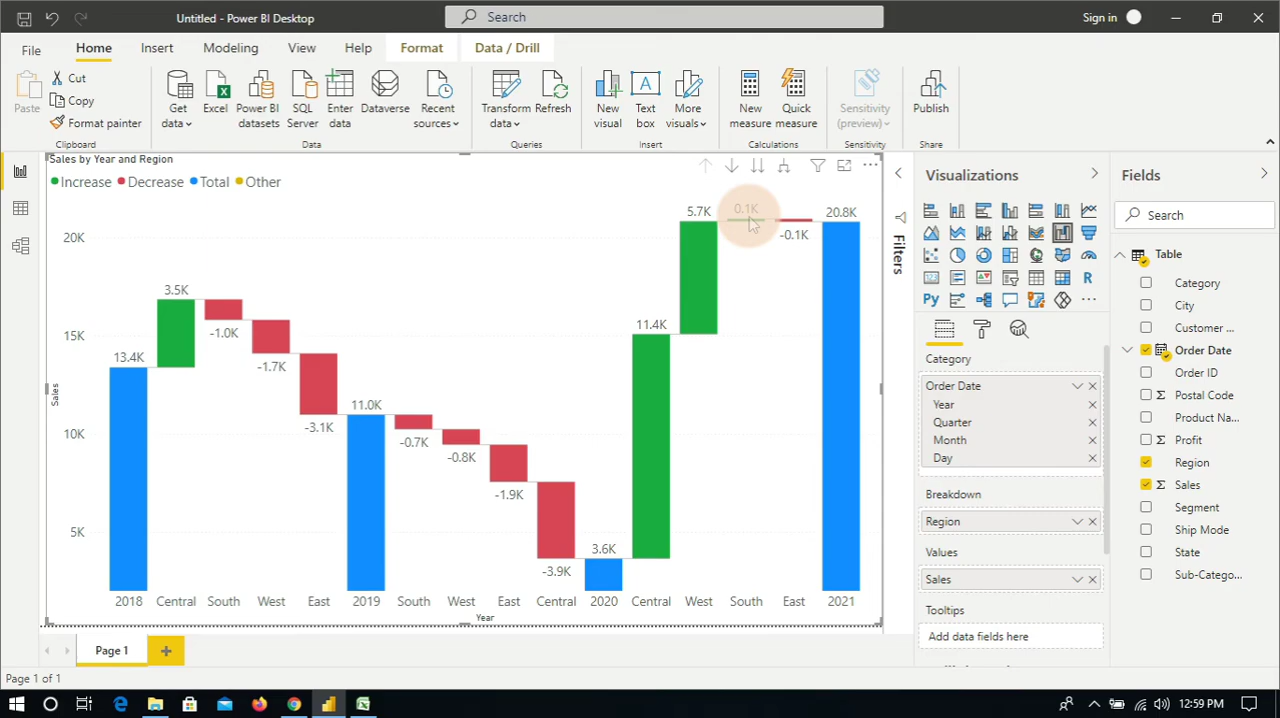 Untitled - Power BI Desktop
Search
Sign in
File
Home
Insert
Modeling
View
Help
Format
Data / Drill
Paste
Cut
Copy
Format painter
Clipboard
Get data
Excel
Power BI datasets
SQL Server
Enter data
Dataverse
Recent sources
Data
Transform data
Refresh
Queries
New visual
Text box
More visuals
Insert
New measure
Quick measure
Calculations
Sensitivity (preview)
Sensitivity
Publish
Share
Sales by Year and Region
Increase
Decrease
Total
Other
20K
15K
10K
5K
Sales
13.4K
3.5K
-1.0K
-1.7K
-3.1K
11.0K
-0.7K
-0.8K
-1.9K
-3.9K
3.6K
11.4K
5.7K
0.1K
-0.1K
20.8K
2018
Central
South
West
East
2019
South
West
East
Central
2020
Central
West
South
East
2021
Year
Filters
Visualizations
R
Py
123
Category
Order Date
Year
Quarter
Month
Day
Breakdown
Region
Values
Sales
Tooltips
Add data fields here
Fields
Search
Table
Category
City
Customer ...
Order Date
Order ID
Postal Code
Product Na...
Profit
Region
Sales
Segment
Ship Mode
State
Sub-Catego...
Page 1
Page 1 of 1
12:59 PM